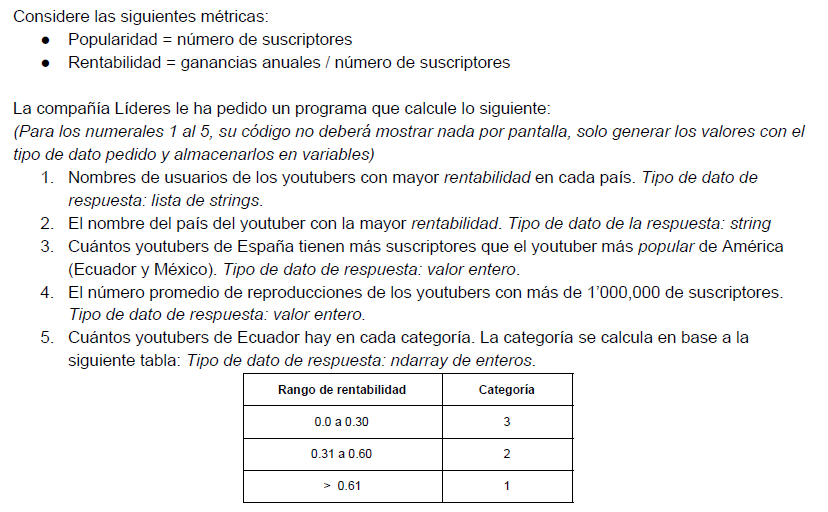 Considere las siguientes métricas:
● Popularidad = número de suscriptores
● Rentabilidad = ganancias anuales / número de suscriptores
La compañía Líderes le ha pedido un programa que calcule lo siguiente:
(Para los numerales 1 al 5, su código no deberá mostrar nada por pantalla, solo generar los valores con el
tipo de dato pedido y almacenarlos en variables)
1. Nombres de usuarios de los youtubers con mayor rentabilidad en cada país. Tipo de dato de
respuesta: lista de strings.
2. El nombre del país del youtuber con la mayor rentabilidad. Tipo de dato de la respuesta: string
3. Cuántos youtubers de España tienen más suscriptores que el youtuber más popular de América
(Ecuador y México). Tipo de dato de respuesta: valor entero.
4. El número promedio de reproducciones de los youtubers con más de 1’000,000 de suscriptores.
Tipo de dato de respuesta: valor entero.
5. Cuántos youtubers de Ecuador hay en cada categoría. La categoría se calcula en base a la
siguiente tabla: Tipo de dato de respuesta: ndarray de enteros.
Rango de rentabilidad Categoría
0.0 a 0.30 3
0.31 a 0.60 2
> 0.61 1